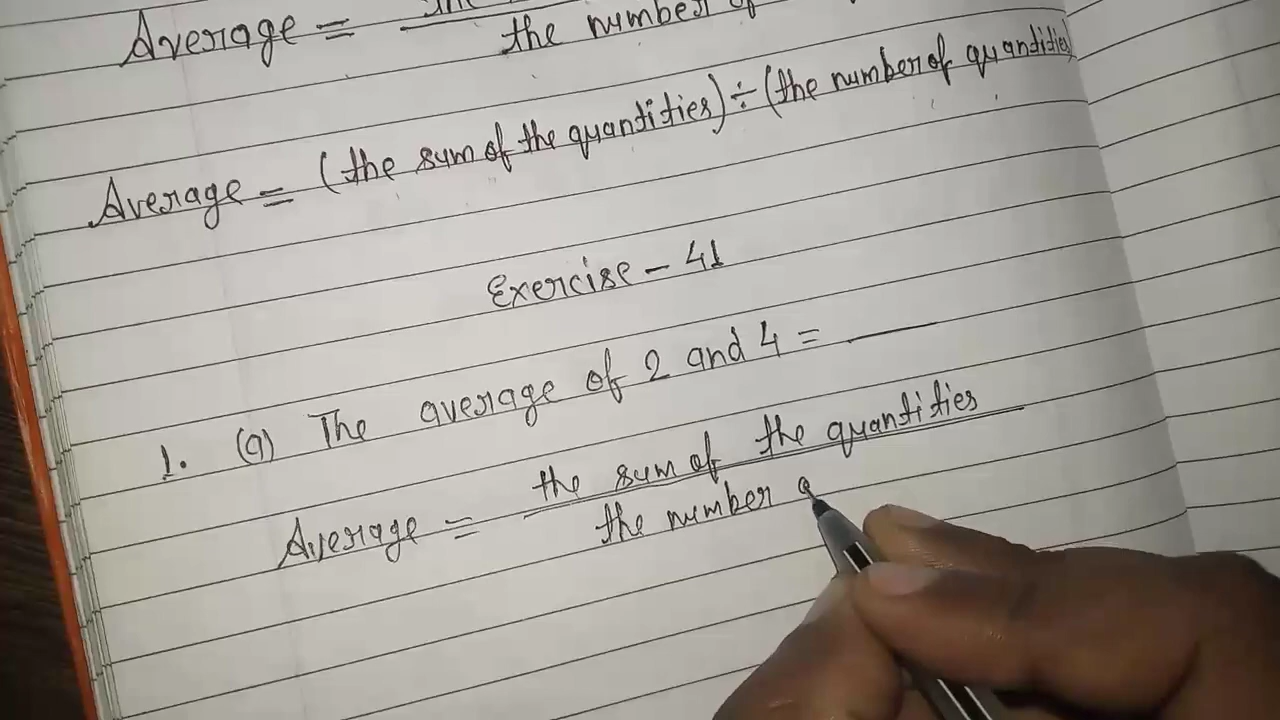 Average =
the number of
Average = (the sum of the quantities) ÷ (the number of quantities)
Exercise - 41
1. (a) The average of 2 and 4 = ____
the sum of the quantities
Average =
the number o